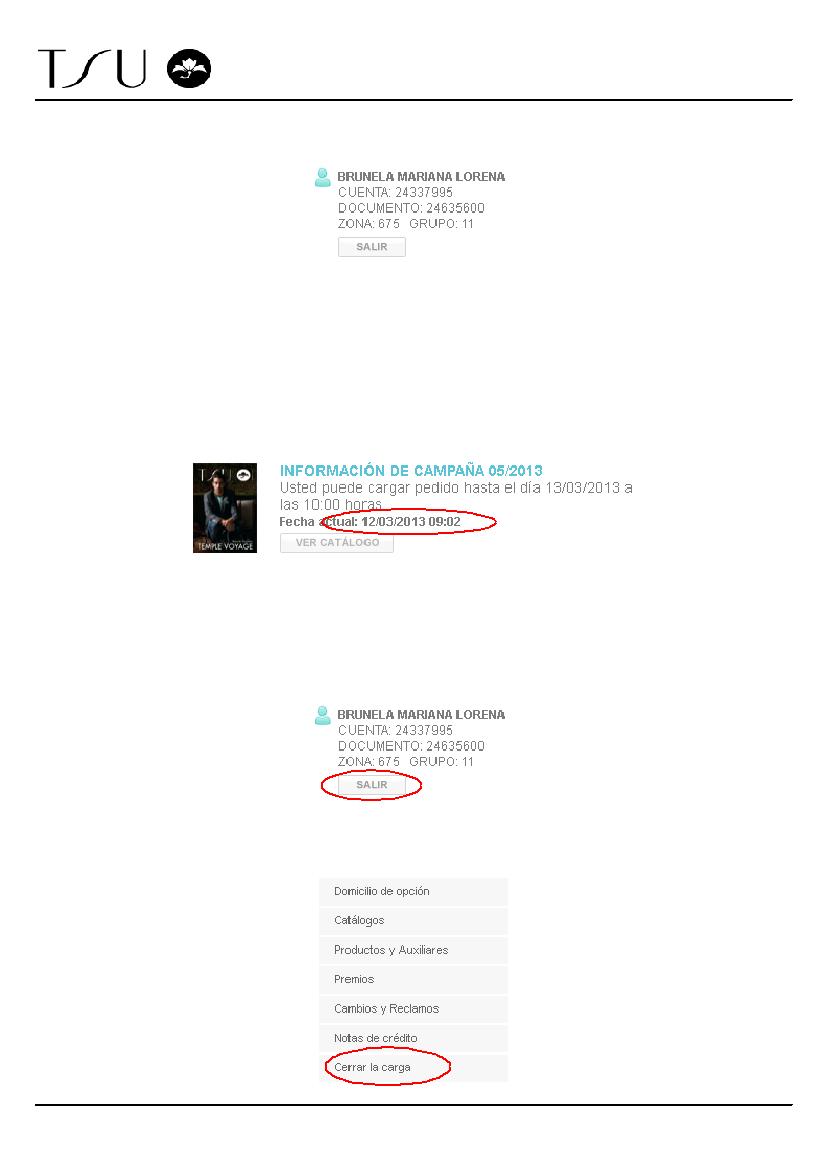 TSU
BRUNELA MARIANA LORENA
CUENTA: 24337995
DOCUMENTO: 24635600
ZONA: 675 GRUPO: 11
SALIR
TSU
TEMPLE VOYAGE
INFORMACIÓN DE CAMPAÑA 05/2013
Usted puede cargar pedido hasta el día 13/03/2013 a
las 10:00 horas
Fecha actual: 12/03/2013 09:02
VER CATÁLOGO
BRUNELA MARIANA LORENA
CUENTA: 24337995
DOCUMENTO: 24635600
ZONA: 675 GRUPO: 11
SALIR
Domicilio de opción
Catálogos
Productos y Auxiliares
Premios
Cambios y Reclamos
Notas de crédito
Cerrar la carga